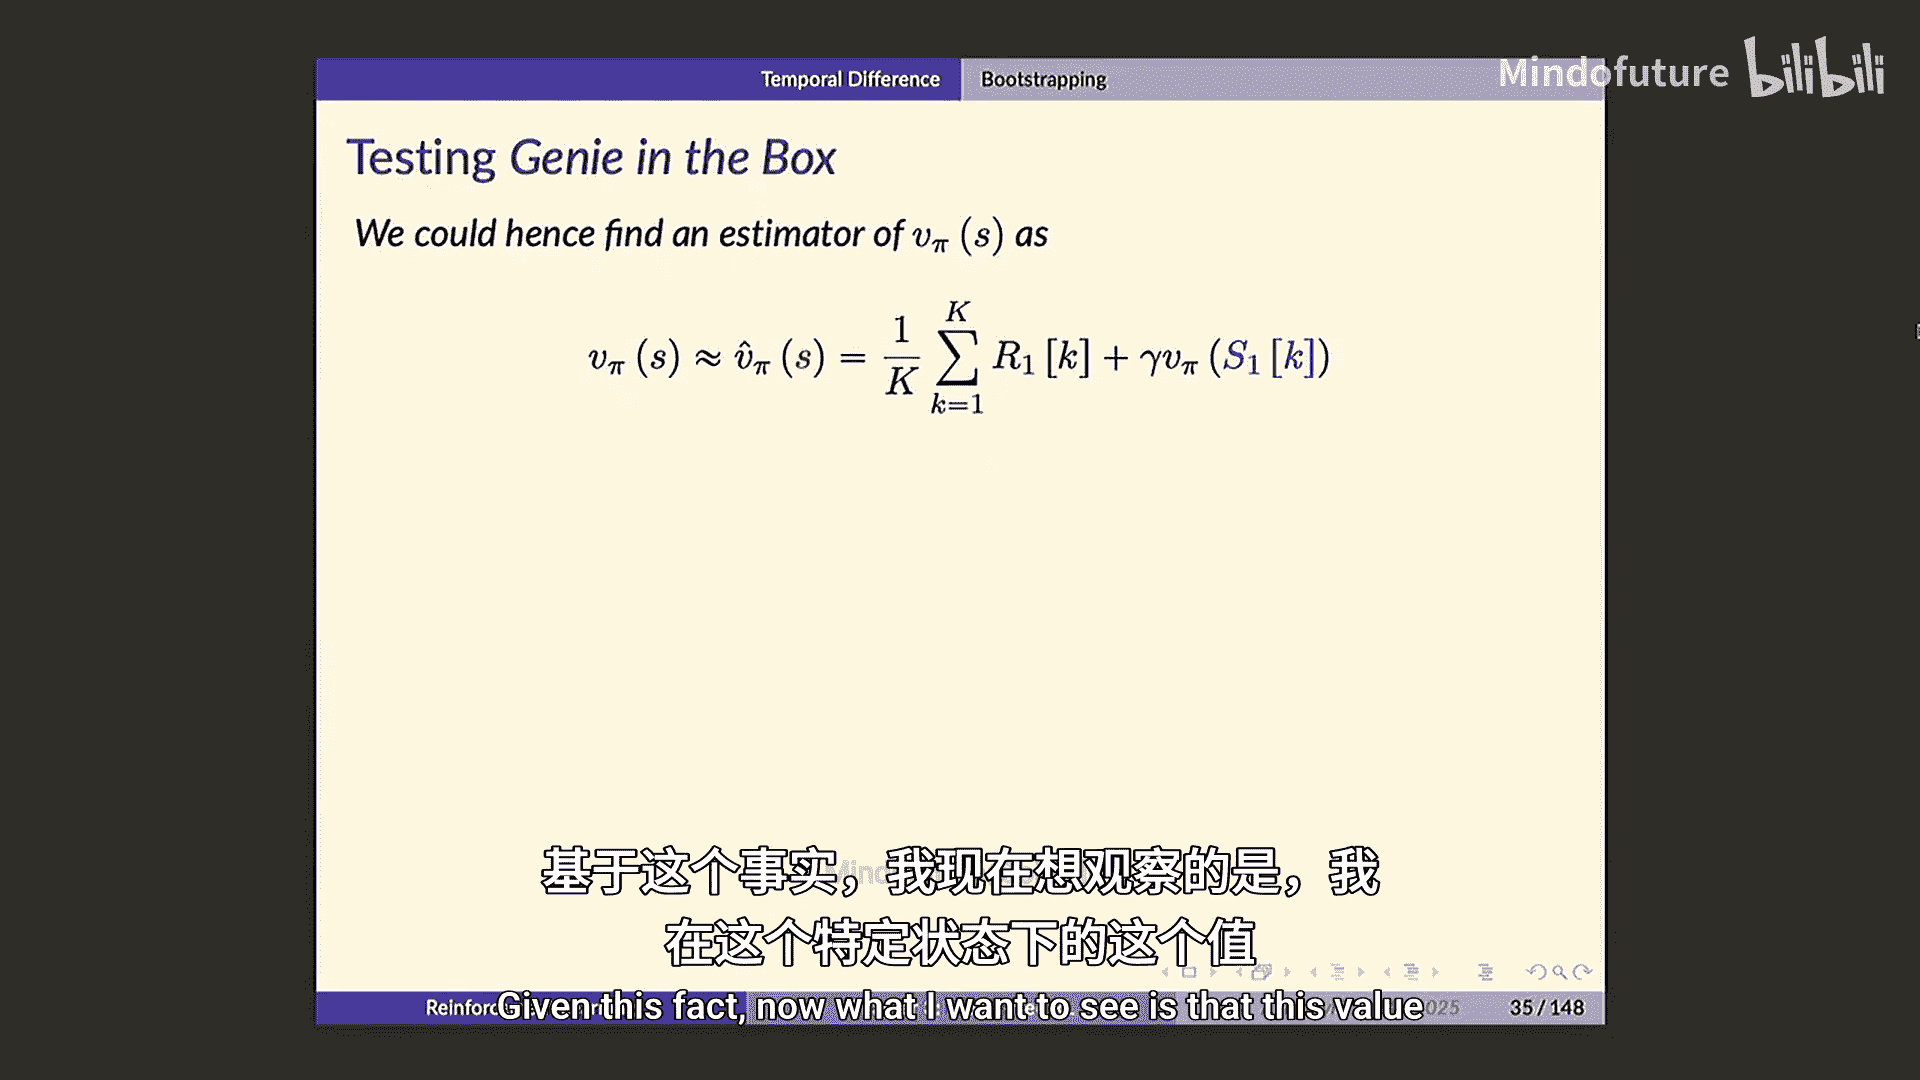 Mindofuture bilibili
Temporal Difference Bootstrapping
Testing Genie in the Box
We could hence find an estimator of vπ (s) as
vπ (s) ≈ v̂π (s) = 1/K ∑_{k=1}^{K} R1 [k] + γvπ (S1 [k])
基于这个事实，我现在想观察的是，我
在这个特定状态下的这个值
Given this fact, now what I want to see is that this value
35 / 148